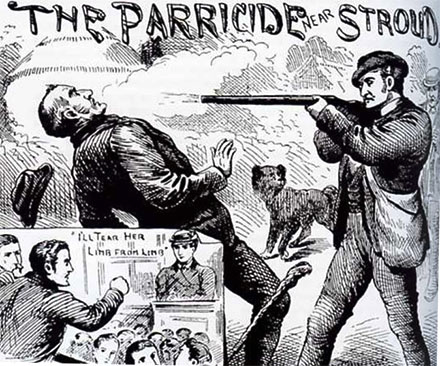 THE PARRICIDE NEAR STROUD
"I'LL TEAR HER
LIMB FROM LIMB"